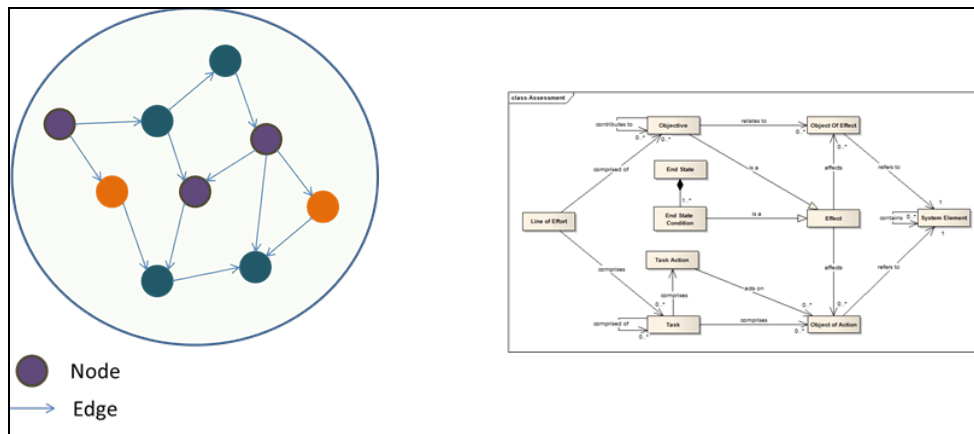 Node
Edge
class Assessment
contributes to
0..*
Objective
0..*
relates to
0..*
Object Of Effect
0..*
comprised of
is a
affects
refers to
End State
1..*
End State
Condition
is a
Line of Effort
Effect
contains
0..*
1
System Element
1
comprises
Task Action
acts on
affects
refers to
0..*
comprises
0..*
0..*
comprised of
0..*
Task
comprises
0..*
Object of Action